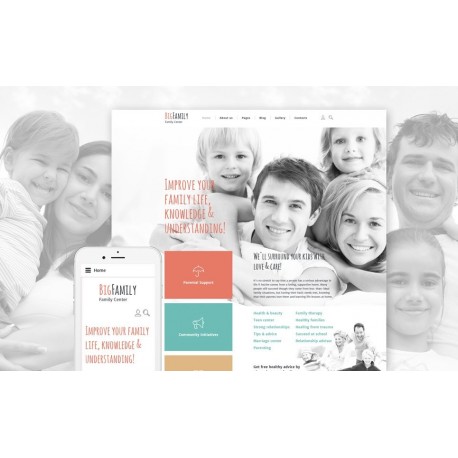 BIGFAMILY
Family Center
Home
About us
Pages
Blog
Gallery
Contacts
IMPROVE YOUR
FAMILY LIFE,
KNOWLEDGE &
UNDERSTANDING!
Parental Support
Community Initiatives
WE'LL SURROUND YOUR KIDS WITH
LOVE & CARE!
Health & beauty
Teen center
Strong relationships
Tips & advice
Marriage center
Parenting
Family therapy
Healthy families
Healing from trauma
Succeed at school
Relationship advice
Get free healthy advice by
Home
BIGFAMILY
Family Center
IMPROVE YOUR FAMILY
LIFE, KNOWLEDGE &
UNDERSTANDING!